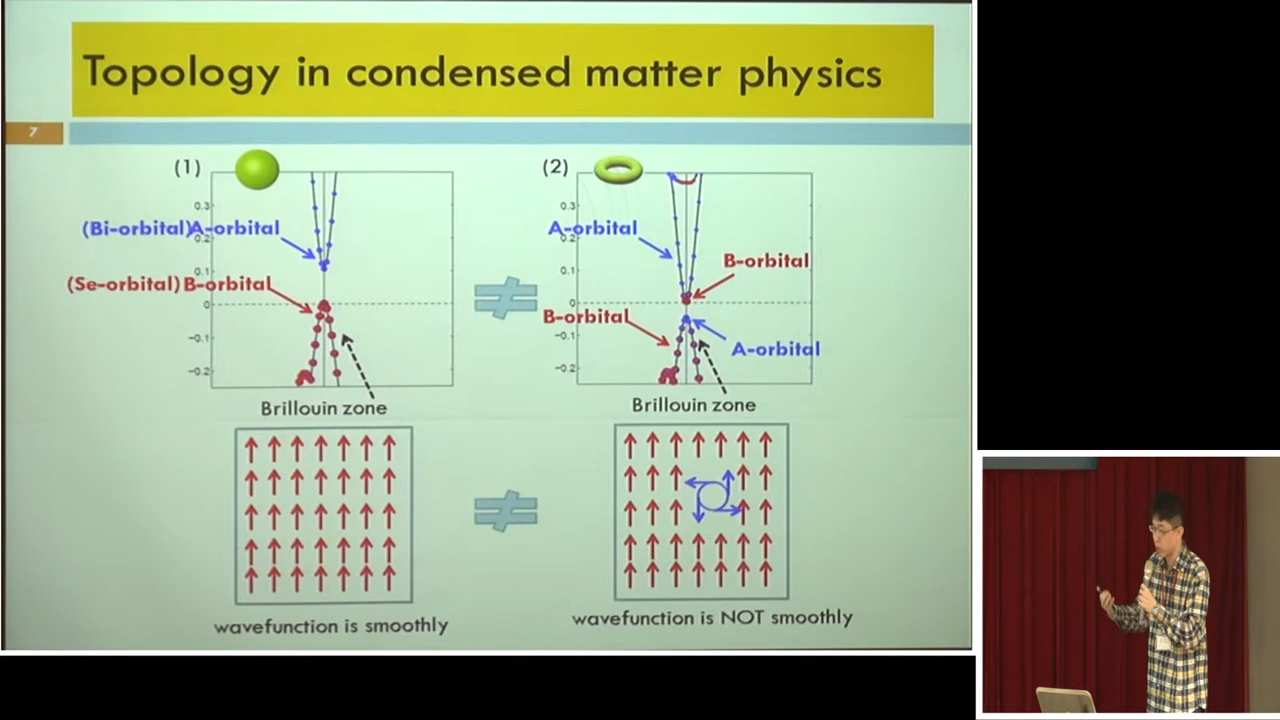 Topology in condensed matter physics
7
(1)
(2)
0.3
0.3
(Bi-orbital)A-orbital
A-orbital
0.2
0.2
B-orbital
0.1
0.1
(Se-orbital) B-orbital
0
0
B-orbital
−0.1
−0.1
A-orbital
−0.2
−0.2
Brillouin zone
Brillouin zone
wavefunction is smoothly
wavefunction is NOT smoothly